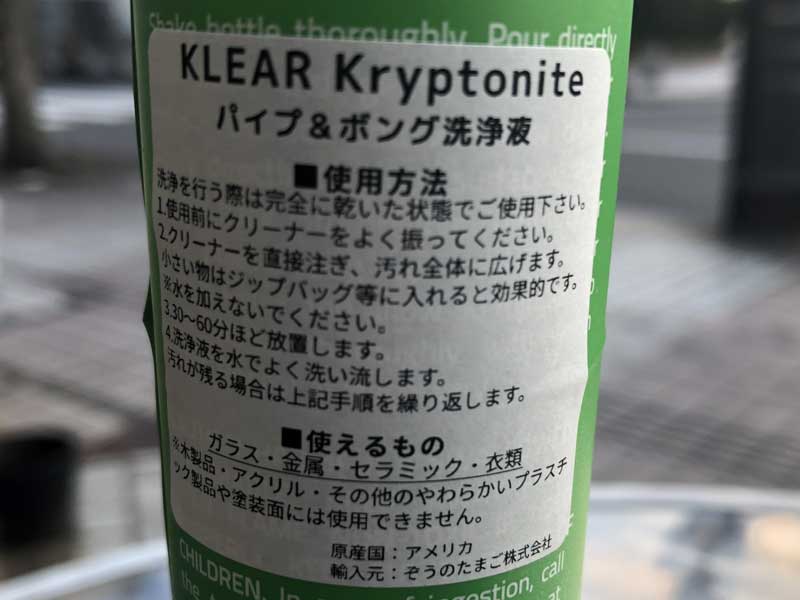 Shake bottle thoroughly. Pour directly
KLEAR Kryptonite
パイプ&ボング洗浄液
■使用方法
洗浄を行う際は完全に乾いた状態でご使用下さい。
1.使用前にクリーナーをよく振ってください。
2.クリーナーを直接注ぎ、汚れ全体に広げます。
小さい物はジップバッグ等に入れると効果的です。
※水を加えないでください。
3.30〜60分ほど放置します。
4.洗浄液を水でよく洗い流します。
汚れが残る場合は上記手順を繰り返します。
■使えるもの
ガラス・金属・セラミック・衣類
※木製品・アクリル・その他のやわらかいプラスチ
ック製品や塗装面には使用できません。
原産国：アメリカ
輸入元：ぞうのたまご株式会社
CHILDREN. In ingestion, call